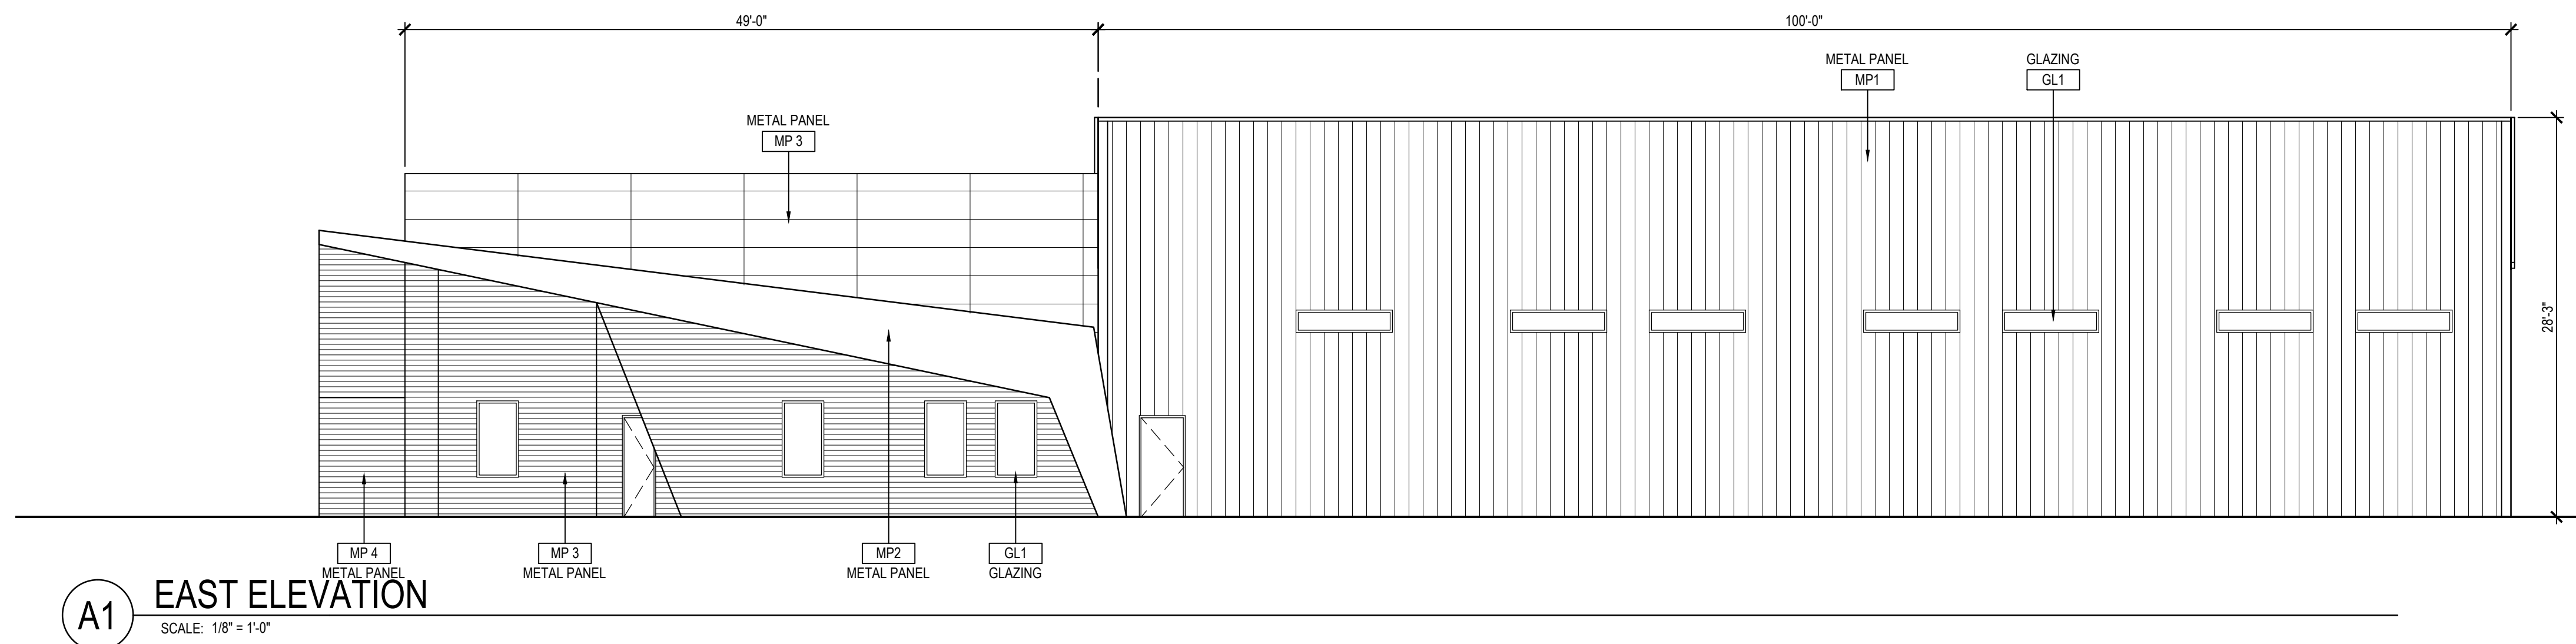 49'-0"
100'-0"
METAL PANEL
MP1
GLAZING
GL1
METAL PANEL
MP 3
28'-3"
MP 4
METAL PANEL
MP 3
METAL PANEL
MP2
METAL PANEL
GL1
GLAZING
A1
EAST ELEVATION
SCALE: 1/8" = 1'-0"